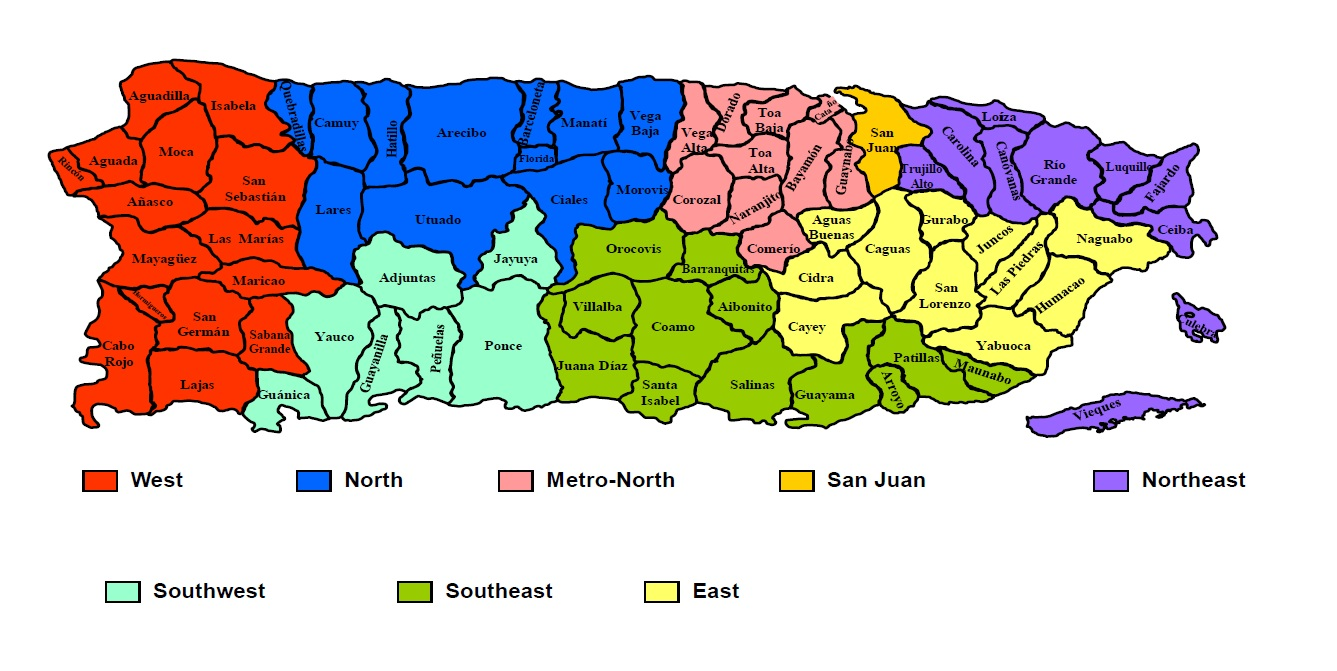 Aguadilla
Isabela
Quebradillas
Camuy
Hatillo
Arecibo
Barceloneta
Florida
Manatí
Vega
Baja
Vega
Alta
Dorado
Toa
Baja
Toa
Alta
Cataño
Bayamón
Guaynabo
San
Juan
Trujillo
Alto
Carolina
Loíza
Canóvanas
Río
Grande
Luquillo
Fajardo
Ceiba
Rincón
Aguada
Moca
San
Sebastián
Añasco
Las Marías
Mayagüez
Maricao
Hormigueros
San
Germán
Sabana
Grande
Cabo
Rojo
Lajas
Lares
Utuado
Ciales
Morovis
Corozal
Naranjito
Comerío
Adjuntas
Jayuya
Orocovis
Barranquitas
Aguas
Buenas
Caguas
Gurabo
Juncos
Las Piedras
Naguabo
Humacao
Cidra
San
Lorenzo
Cayey
Yabuoca
Yauco
Guánica
Guayanilla
Peñuelas
Ponce
Villalba
Coamo
Aibonito
Juana Díaz
Santa
Isabel
Salinas
Guayama
Arroyo
Patillas
Maunabo
Culebra
Vieques
West
North
Metro-North
San Juan
Northeast
Southwest
Southeast
East